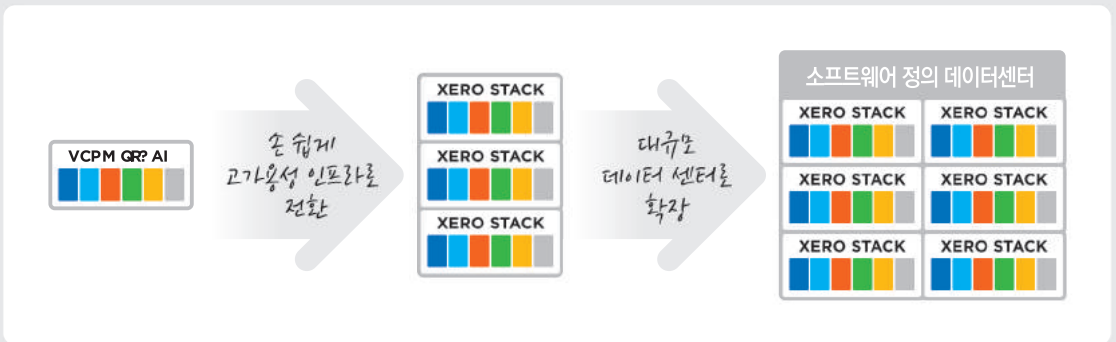 VCPM QR? AI
손 쉽게
고가용성 인프라로
전환
XERO STACK
XERO STACK
XERO STACK
대규모
데이터 센터로
확장
소프트웨어 정의 데이터센터
XERO STACK XERO STACK
XERO STACK XERO STACK
XERO STACK XERO STACK